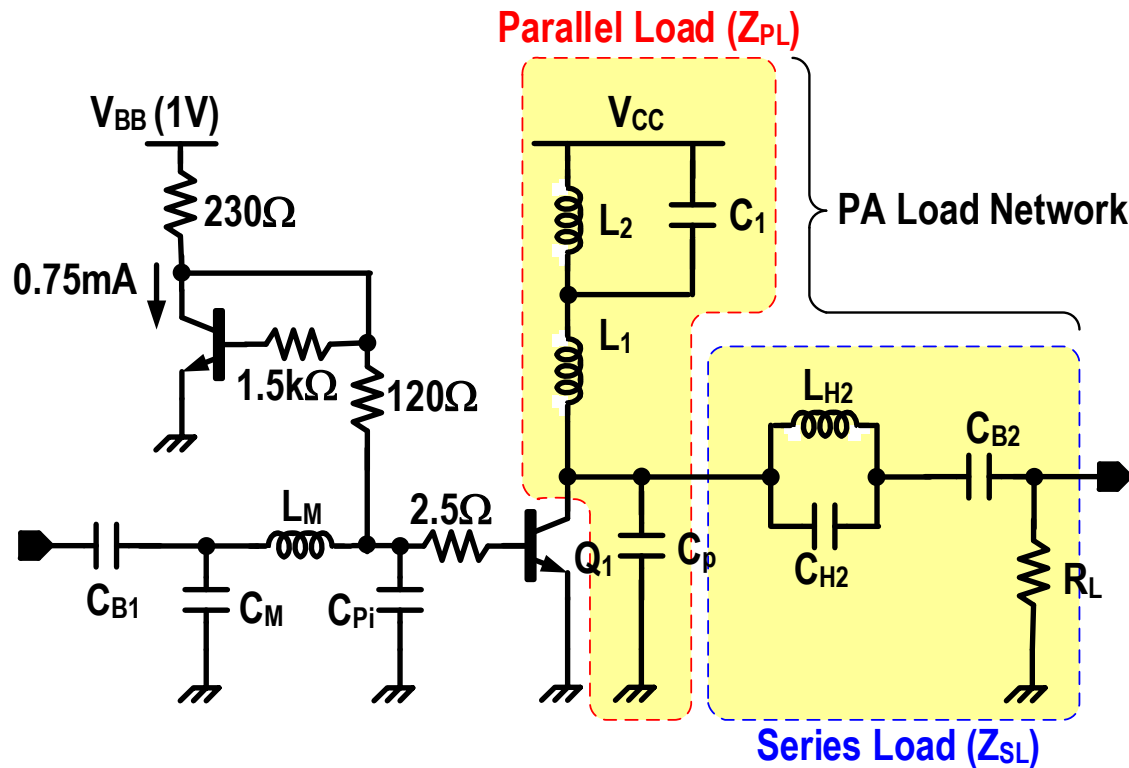 Parallel Load (ZPL)
VBB (1V)
VCC
230Ω
L2
C1
PA Load Network
0.75mA
L1
1.5kΩ
120Ω
LH2
CB2
LM
2.5Ω
CH2
Q1
Cp
RL
CB1
CM
CPi
Series Load (ZSL)